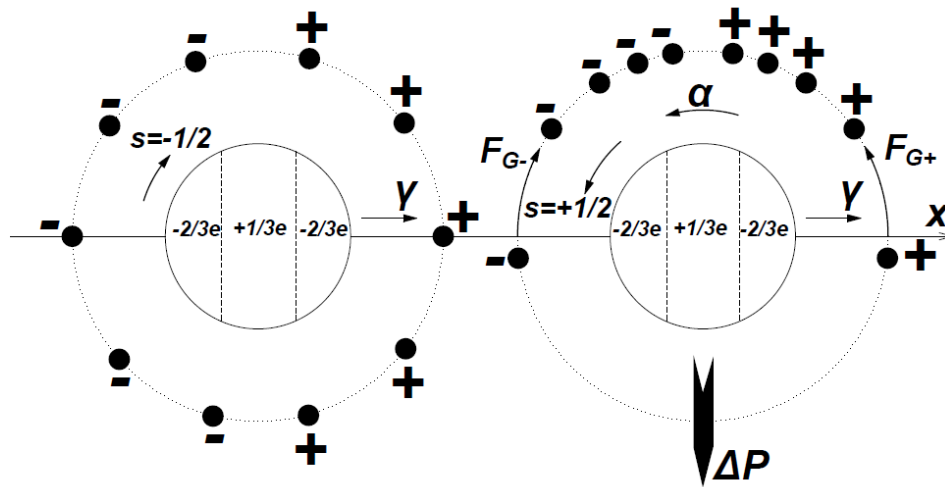 - + - + + +
- + - - +
- α +
s=-1/2 - F_G- F_G+
s=+1/2
γ γ
- -2/3e +1/3e -2/3e + -2/3e +1/3e -2/3e x
- +
- +
- +
ΔP